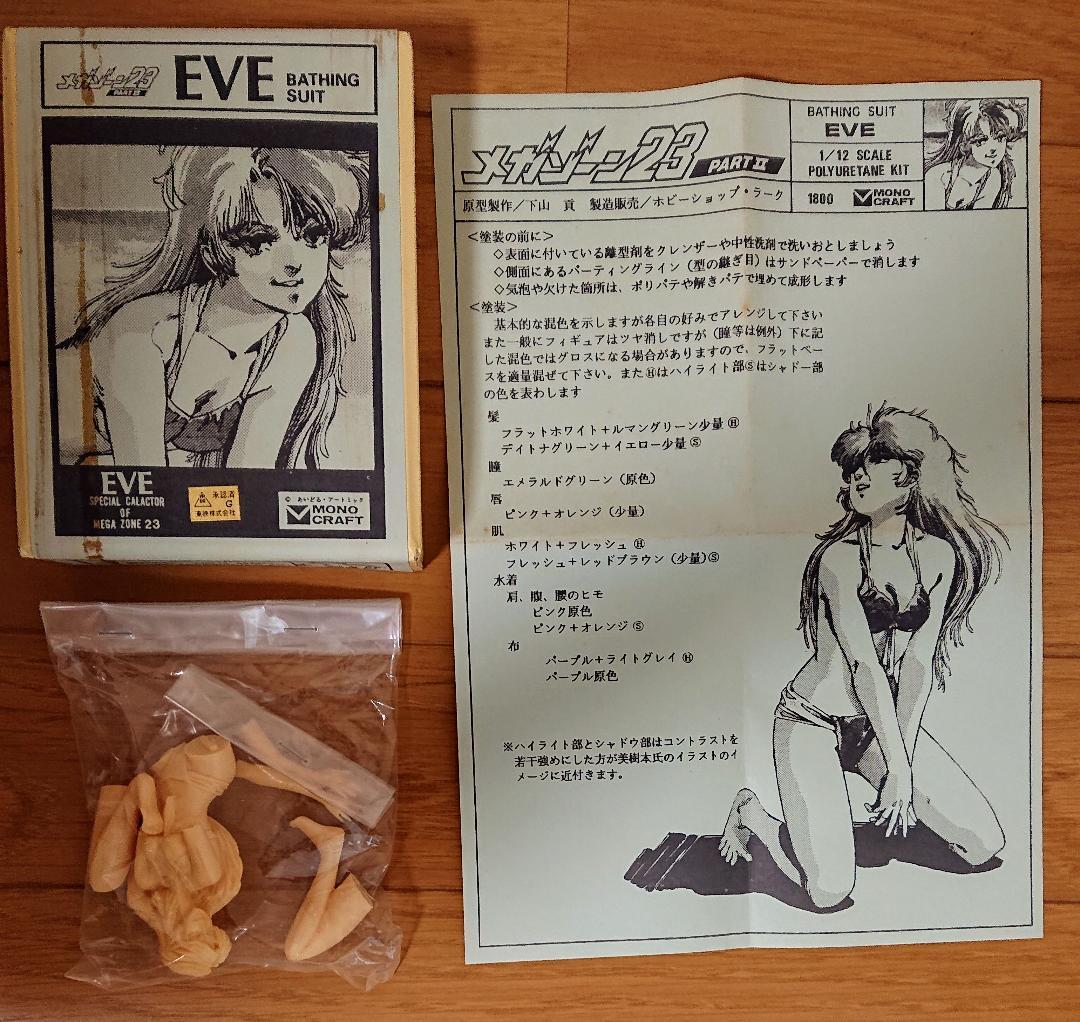 メガゾーン23
PART II
EVE
BATHING
SUIT
EVE
SPECIAL CALACTOR
OF
MEGA ZONE 23
承認済
G
東映株式会社
© あいどる・アートミック
MONO
CRAFT
メガゾーン23 PART II
原型製作／下山 貢 製造販売／ホビーショップ・ラーク
BATHING SUIT
EVE
1/12 SCALE
POLYURETANE KIT
1800 MONO
CRAFT
＜塗装の前に＞
◇表面に付いている離型剤をクレンザーや中性洗剤で洗いおとしましょう
◇側面にあるパーティングライン（型の継ぎ目）はサンドペーパーで消します
◇気泡や欠けた箇所は、ポリパテや解きパテで埋めて成形します
＜塗装＞
基本的な混色を示しますが各自の好みでアレンジして下さい
また一般にフィギュアはツヤ消しですが（瞳等は例外）下に記
した混色ではグロスになる場合がありますので、フラットベー
スを適量混ぜて下さい。またⒽはハイライト部Ⓢはシャドー部
の色を表わします
髪
フラットホワイト＋ルマングリーン少量 Ⓗ
デイトナグリーン＋イエロー少量 Ⓢ
瞳
エメラルドグリーン（原色）
唇
ピンク＋オレンジ（少量）
肌
ホワイト＋フレッシュ Ⓗ
フレッシュ＋レッドブラウン（少量）Ⓢ
水着
肩、腹、腰のヒモ
ピンク原色
ピンク＋オレンジ Ⓢ
布
パープル＋ライトグレイ Ⓗ
パープル原色
※ハイライト部とシャドウ部はコントラストを
若干強めにした方が美樹本氏のイラストのイ
メージに近付きます。